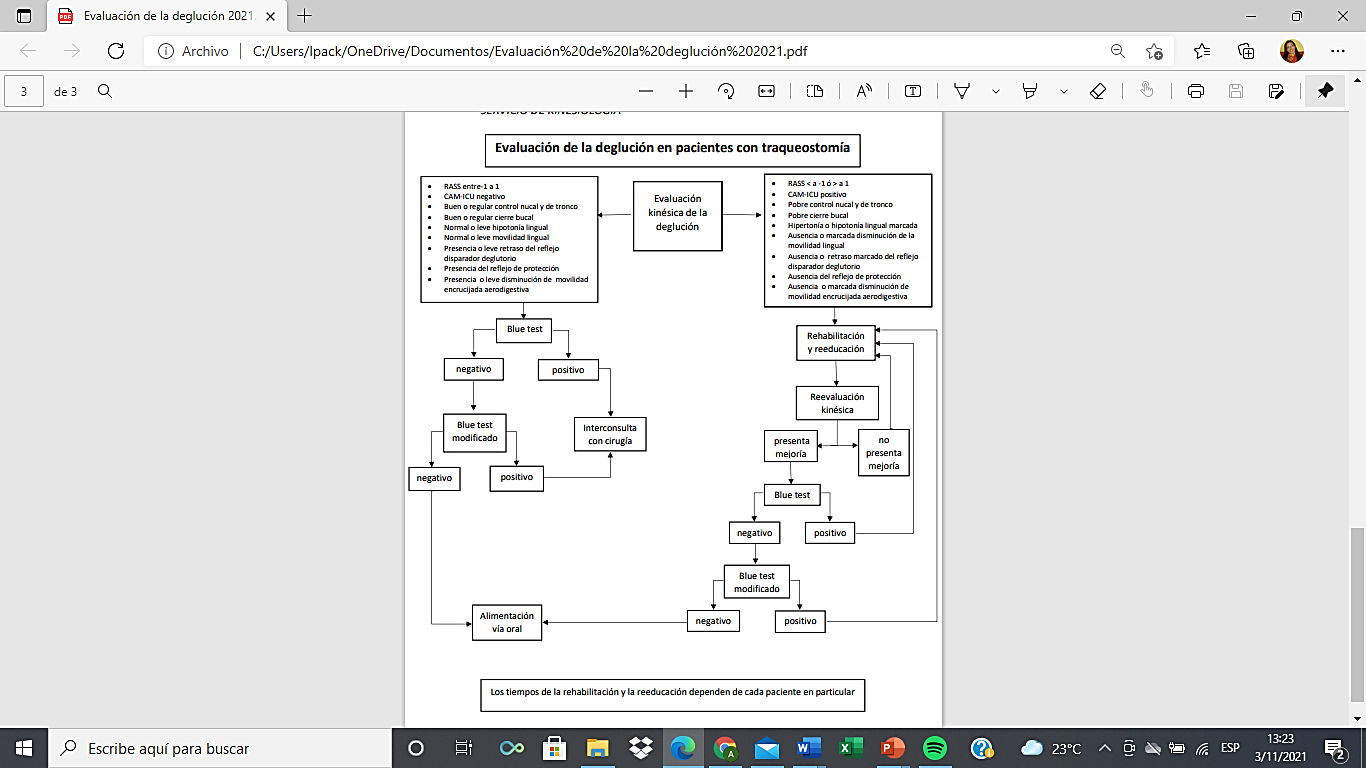 Evaluación de la deglución 2021.
Archivo
C:/Users/Ipack/OneDrive/Documentos/Evaluación%20de%20la%20deglución%202021.pdf
3
de 3
Evaluación de la deglución en pacientes con traqueostomía
• RASS entre-1 a 1
• CAM-ICU negativo
• Buen o regular control nucal y de tronco
• Buen o regular cierre bucal
• Normal o leve hipotonía lingual
• Normal o leve movilidad lingual
• Presencia o leve retraso del reflejo
disparador deglutorio
• Presencia del reflejo de protección
• Presencia o leve disminución de movilidad
encrucijada aerodigestiva
Evaluación
kinésica de la
deglución
• RASS < a -1 ó > a 1
• CAM-ICU positivo
• Pobre control nucal y de tronco
• Pobre cierre bucal
• Hipertonía o hipotonía lingual marcada
• Ausencia o marcada disminución de la
movilidad lingual
• Ausencia o retraso marcado del reflejo
disparador deglutorio
• Ausencia del reflejo de protección
• Ausencia o marcada disminución de
movilidad encrucijada aerodigestiva
Blue test
negativo
positivo
Blue test
modificado
Interconsulta
con cirugía
negativo
positivo
Rehabilitación
y reeducación
Reevaluación
kinésica
presenta
mejoría
no
presenta
mejoría
Blue test
negativo
positivo
Blue test
modificado
negativo
positivo
Alimentación
vía oral
Los tiempos de la rehabilitación y la reeducación dependen de cada paciente en particular
Escribe aquí para buscar
23°C
ESP
13:23
3/11/2021
2